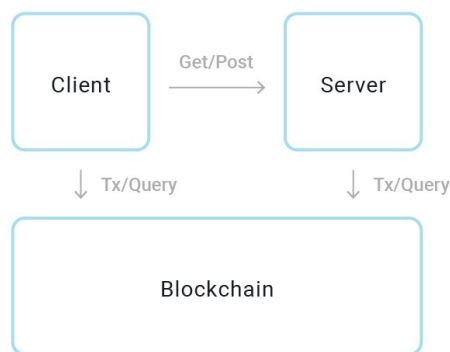 Get/Post
Client
Server
Tx/Query
Tx/Query
Blockchain